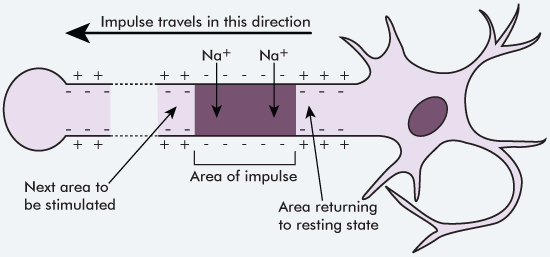 Impulse travels in this direction
Na+ Na+
+ + + + - - - - - - + + +
- - - - - - -
- - - - - - -
+ + + + - - - - - + + +
Area of impulse
Next area to
be stimulated
Area returning
to resting state